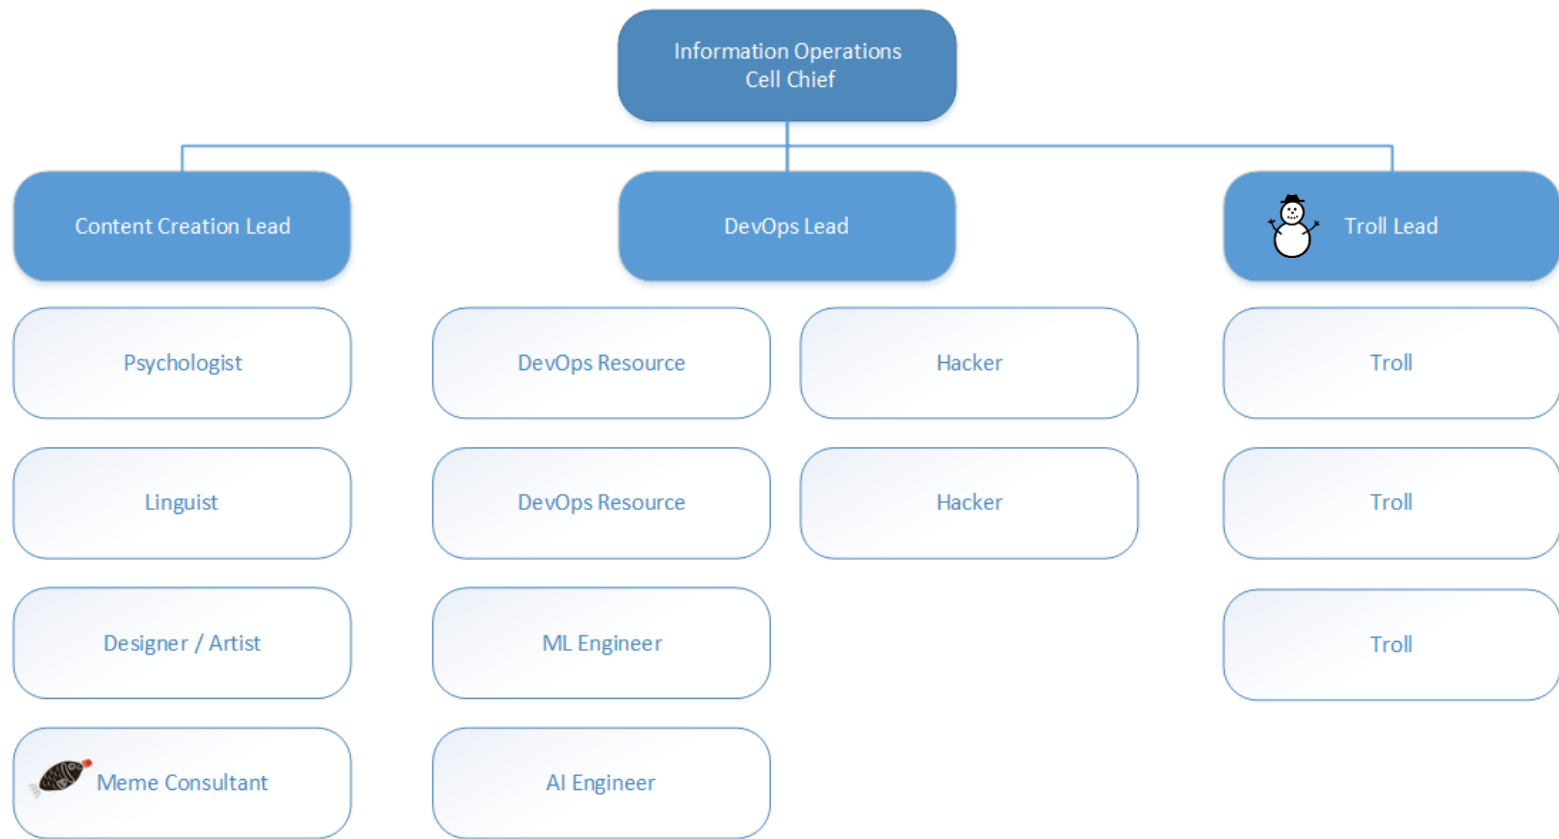 Information Operations
Cell Chief
Content Creation Lead
DevOps Lead
Troll Lead
Psychologist
DevOps Resource
Hacker
Troll
Linguist
DevOps Resource
Hacker
Troll
Designer / Artist
ML Engineer
Troll
Meme Consultant
AI Engineer